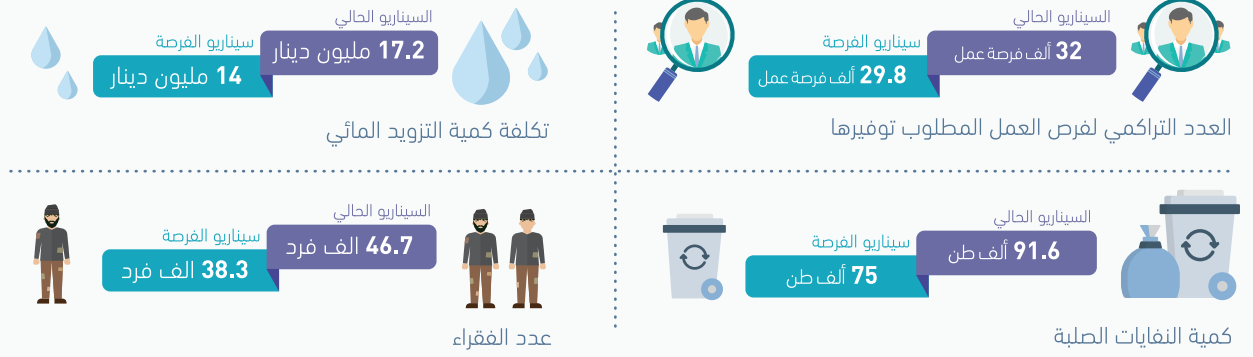 السيناريو الحالي
32 ألف فرصة عمل
سيناريو الفرصة
29.8 ألف فرصة عمل
العدد التراكمي لفرص العمل المطلوب توفيرها
السيناريو الحالي
17.2 مليون دينار
سيناريو الفرصة
14 مليون دينار
تكلفة كمية التزويد المائي
السيناريو الحالي
91.6 ألف طن
سيناريو الفرصة
75 ألف طن
كمية النفايات الصلبة
السيناريو الحالي
46.7 الف فرد
سيناريو الفرصة
38.3 الف فرد
عدد الفقراء